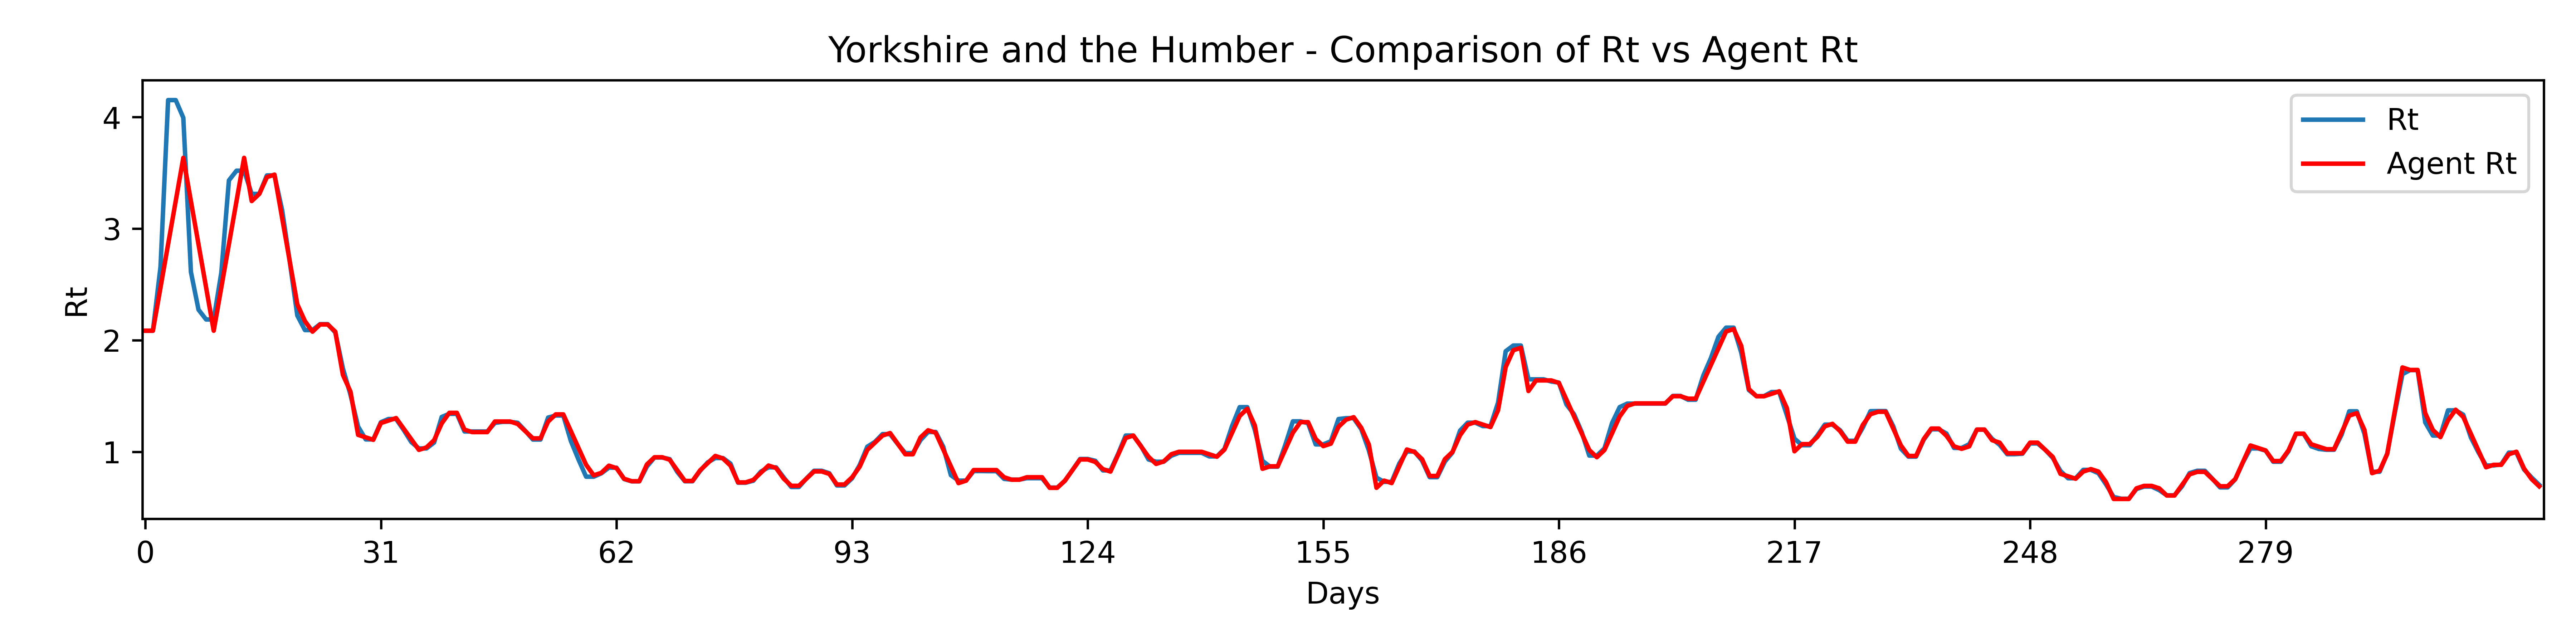 Yorkshire and the Humber - Comparison of Rt vs Agent Rt
Rt
Agent Rt
4
3
2
1
Rt
0 31 62 93 124 155 186 217 248 279
Days